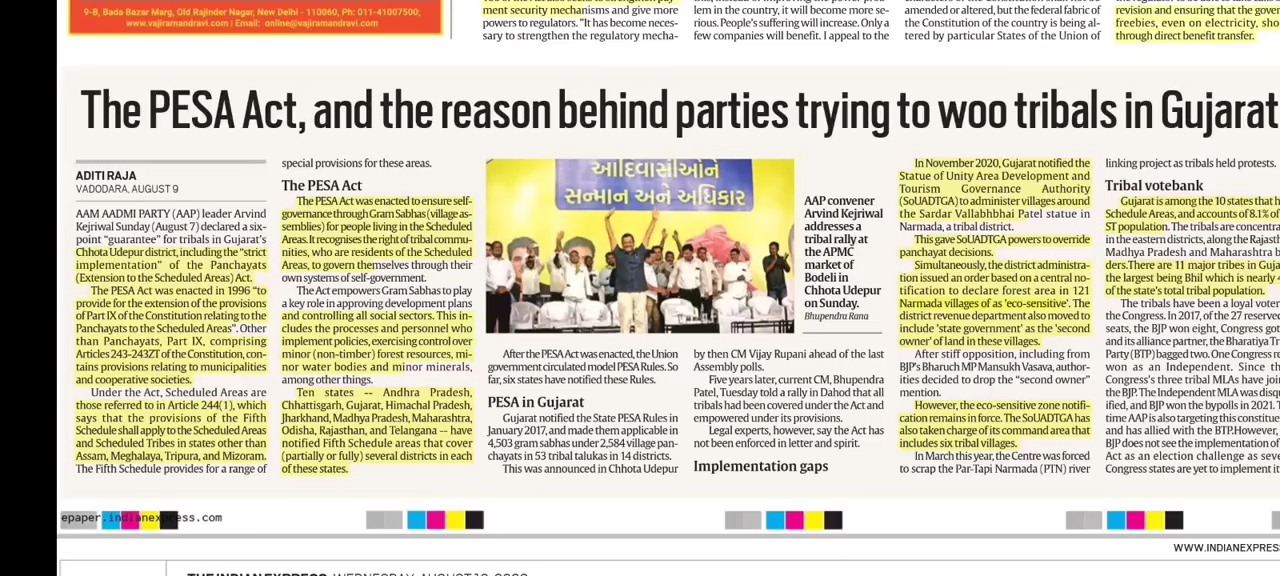 9-B, Bada Bazar Marg, Old Rajinder Nagar, New Delhi - 110060, Ph: 011-41007500;
www.vajiramandravi.com | Email: online@vajiramandravi.com
ment security mechanisms and give more
powers to regulators. "It has become neces-
sary to strengthen the regulatory mecha-
lem in the country, it will become more se-
rious. People's suffering will increase. Only a
few companies will benefit. I appeal to the
amended or altered, but the federal fabric of
the Constitution of the country is being al-
tered by particular States of the Union of
revision and ensuring that the gover
freebies, even on electricity, sho
through direct benefit transfer.
The PESA Act, and the reason behind parties trying to woo tribals in Gujarat
ADITI RAJA
VADODARA, AUGUST 9
AAM AADMI PARTY (AAP) leader Arvind
Kejriwal Sunday (August 7) declared a six-
point “guarantee” for tribals in Gujarat’s
Chhota Udepur district, including the “strict
implementation” of the Panchayats
(Extension to the Scheduled Areas) Act.
The PESA Act was enacted in 1996 “to
provide for the extension of the provisions
of Part IX of the Constitution relating to the
Panchayats to the Scheduled Areas”. Other
than Panchayats, Part IX, comprising
Articles 243-243ZT of the Constitution, con-
tains provisions relating to municipalities
and cooperative societies.
Under the Act, Scheduled Areas are
those referred to in Article 244(1), which
says that the provisions of the Fifth
Schedule shall apply to the Scheduled Areas
and Scheduled Tribes in states other than
Assam, Meghalaya, Tripura, and Mizoram.
The Fifth Schedule provides for a range of
special provisions for these areas.
The PESA Act
The PESA Act was enacted to ensure self-
governance through Gram Sabhas (village as-
semblies) for people living in the Scheduled
Areas. It recognises the right of tribal commu-
nities, who are residents of the Scheduled
Areas, to govern themselves through their
own systems of self-government.
The Act empowers Gram Sabhas to play
a key role in approving development plans
and controlling all social sectors. This in-
cludes the processes and personnel who
implement policies, exercising control over
minor (non-timber) forest resources, mi-
nor water bodies and minor minerals,
among other things.
Ten states -- Andhra Pradesh,
Chhattisgarh, Gujarat, Himachal Pradesh,
Jharkhand, Madhya Pradesh, Maharashtra,
Odisha, Rajasthan, and Telangana -- have
notified Fifth Schedule areas that cover
(partially or fully) several districts in each
of these states.
આદિવાસીઓને
સન્માન અને અધિકાર
AAP convener
Arvind Kejriwal
addresses a
tribal rally at
the APMC
market of
Bodeli in
Chhota Udepur
on Sunday.
Bhupendra Rana
After the PESA Act was enacted, the Union
government circulated model PESA Rules. So
far, six states have notified these Rules.
PESA in Gujarat
Gujarat notified the State PESA Rules in
January 2017, and made them applicable in
4,503 gram sabhas under 2,584 village pan-
chayats in 53 tribal talukas in 14 districts.
This was announced in Chhota Udepur
by then CM Vijay Rupani ahead of the last
Assembly polls.
Five years later, current CM, Bhupendra
Patel, Tuesday told a rally in Dahod that all
tribals had been covered under the Act and
empowered under its provisions.
Legal experts, however, say the Act has
not been enforced in letter and spirit.
Implementation gaps
In November 2020, Gujarat notified the
Statue of Unity Area Development and
Tourism Governance Authority
(SoUADTGA) to administer villages around
the Sardar Vallabhbhai Patel statue in
Narmada, a tribal district.
This gave SoUADTGA powers to override
panchayat decisions.
Simultaneously, the district administra-
tion issued an order based on a central no-
tification to declare forest area in 121
Narmada villages of as ‘eco-sensitive’. The
district revenue department also moved to
include ‘state government’ as the ‘second
owner’ of land in these villages.
After stiff opposition, including from
BJP’s Bharuch MP Mansukh Vasava, author-
ities decided to drop the “second owner”
mention.
However, the eco-sensitive zone notifi-
cation remains in force. The SoUADTGA has
also taken charge of its command area that
includes six tribal villages.
In March this year, the Centre was forced
to scrap the Par-Tapi Narmada (PTN) river
linking project as tribals held protests.
Tribal votebank
Gujarat is among the 10 states that h
Schedule Areas, and accounts of 8.1% of
ST population. The tribals are concentra
in the eastern districts, along the Rajasth
Madhya Pradesh and Maharashtra b
ders.There are 11 major tribes in Guja
the largest being Bhil which is nearly 4
of the state’s total tribal population.
The tribals have been a loyal voter
the Congress. In 2017, of the 27 reserved
seats, the BJP won eight, Congress got
and its alliance partner, the Bharatiya Tr
Party (BTP) bagged two. One Congress re
won as an Independent. Since th
Congress’s three tribal MLAs have join
the BJP. The Independent MLA was disqu
ified, and BJP won the bypolls in 2021. T
time AAP is also targeting this constitue
and has allied with the BTP.However,
BJP does not see the implementation of
Act as an election challenge as seve
Congress states are yet to implement it
epaper.indianexpress.com
WWW.INDIANEXPRES